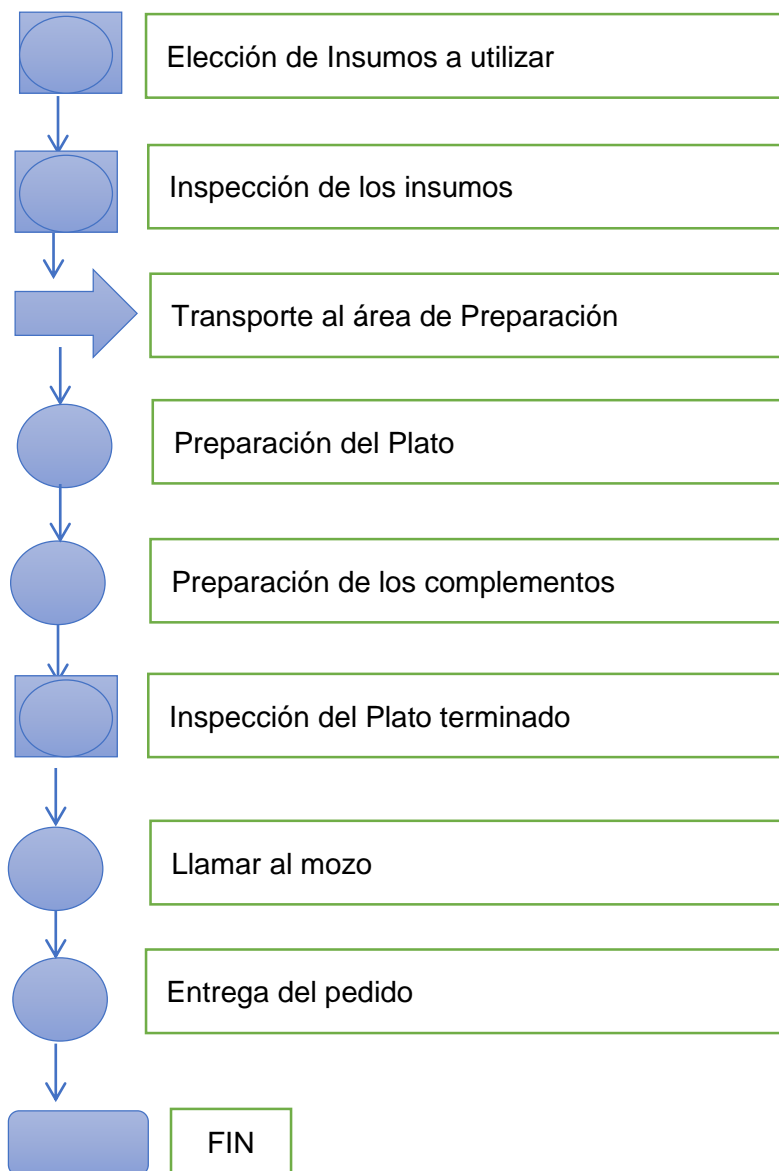 Elección de Insumos a utilizar
Inspección de los insumos
Transporte al área de Preparación
Preparación del Plato
Preparación de los complementos
Inspección del Plato terminado
Llamar al mozo
Entrega del pedido
FIN